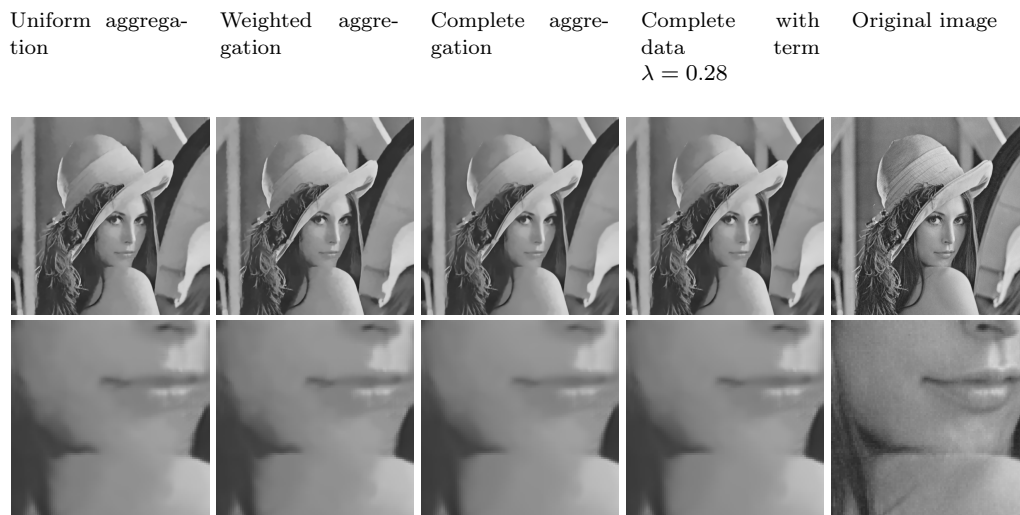 Uniform aggrega-
tion
Weighted aggre-
gation
Complete aggre-
gation
Complete with
data term
λ = 0.28
Original image